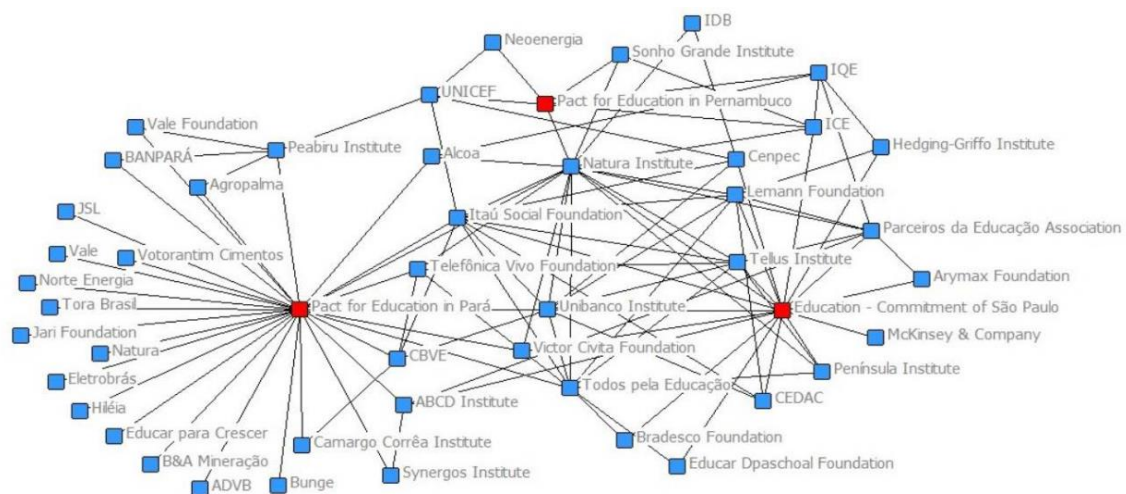 IDB
Neoenergia
Sonho Grande Institute
IQE
UNICEF
Pact for Education in Pernambuco
Vale Foundation
ICE
Peabiru Institute
Hedging-Griffo Institute
BANPARÁ
Alcoa
Natura Institute
Cenpec
Agropalma
Lemann Foundation
JSL
Itaú Social Foundation
Parceiros da Educação Association
Vale
Votorantim Cimentos
Telefônica Vivo Foundation
Tellus Institute
Norte Energia
Arymax Foundation
Tora Brasil
Pact for Education in Pará
Unibanco Institute
Education - Commitment of São Paulo
Jari Foundation
McKinsey & Company
Natura
CBVE
Victor Civita Foundation
Eletrobrás
Todos pela Educação
Península Institute
Hiléia
ABCD Institute
CEDAC
Educar para Crescer
Camargo Corrêa Institute
Bradesco Foundation
B&A Mineração
Synergos Institute
Educar Dpaschoal Foundation
ADVB
Bunge